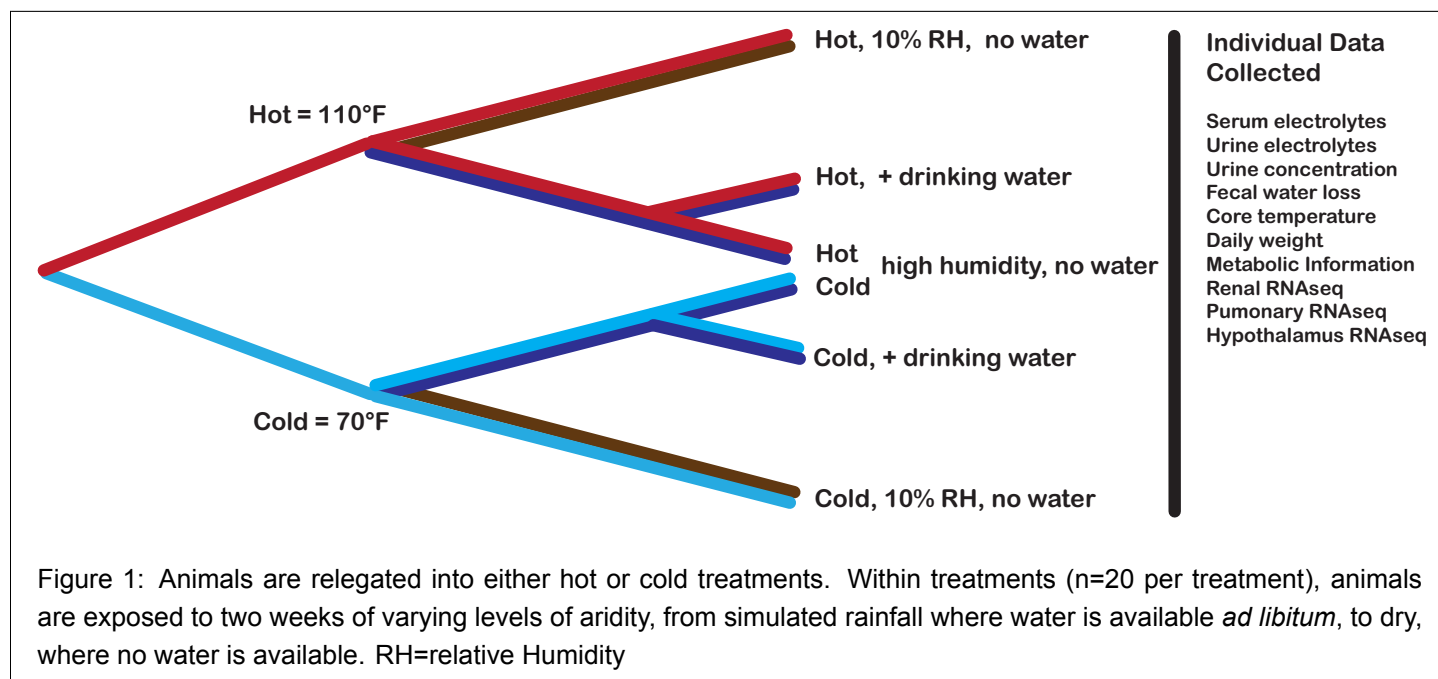 Hot, 10% RH, no water
Hot = 110°F
Hot, + drinking water
Hot
Cold
high humidity, no water
Cold, + drinking water
Cold = 70°F
Cold, 10% RH, no water
Individual Data
Collected
Serum electrolytes
Urine electrolytes
Urine concentration
Fecal water loss
Core temperature
Daily weight
Metabolic Information
Renal RNAseq
Pumonary RNAseq
Hypothalamus RNAseq
Figure 1: Animals are relegated into either hot or cold treatments. Within treatments (n=20 per treatment), animals
are exposed to two weeks of varying levels of aridity, from simulated rainfall where water is available ad libitum, to dry,
where no water is available. RH=relative Humidity